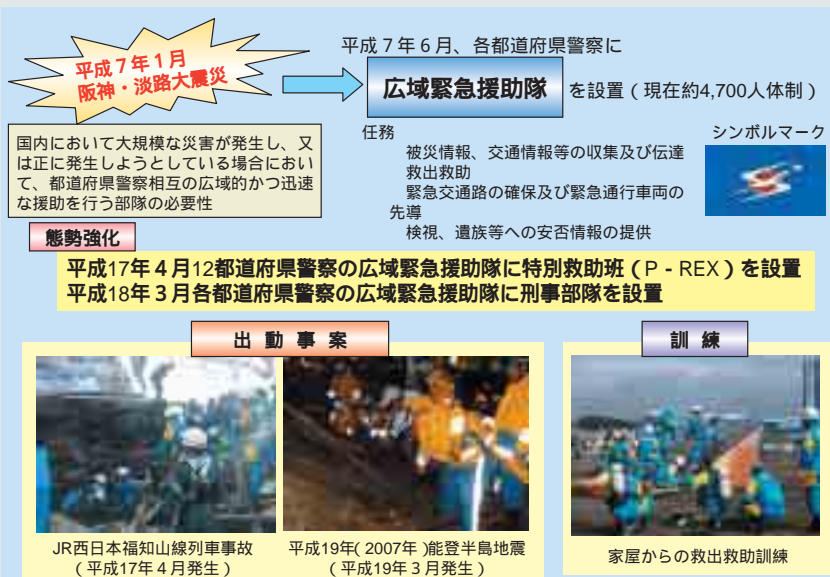 平成7年1月
阪神・淡路大震災
平成7年6月、各都道府県警察に
広域緊急援助隊 を設置（現在約4,700人体制）
国内において大規模な災害が発生し、又
は正に発生しようとしている場合におい
て、都道府県警察相互の広域的かつ迅速
な援助を行う部隊の必要性
任務
被災情報、交通情報等の収集及び伝達
救出救助
緊急交通路の確保及び緊急通行車両の
先導
検視、遺族等への安否情報の提供
シンボルマーク
態勢強化
平成17年4月12都道府県警察の広域緊急援助隊に特別救助班（P-REX）を設置
平成18年3月各都道府県警察の広域緊急援助隊に刑事部隊を設置
出動事案
JR西日本福知山線列車事故
（平成17年4月発生）
平成19年(2007年)能登半島地震
（平成19年3月発生）
訓練
家屋からの救出救助訓練